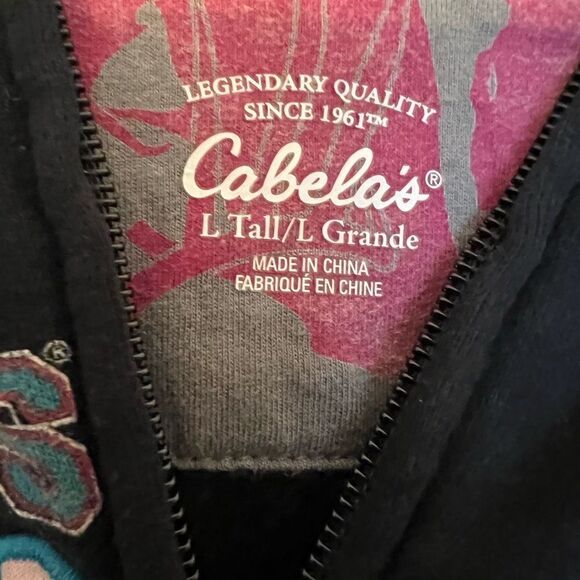 LEGENDARY QUALITY
SINCE 1961™
Cabela's®
L Tall/L Grande
MADE IN CHINA
FABRIQUÉ EN CHINE
®